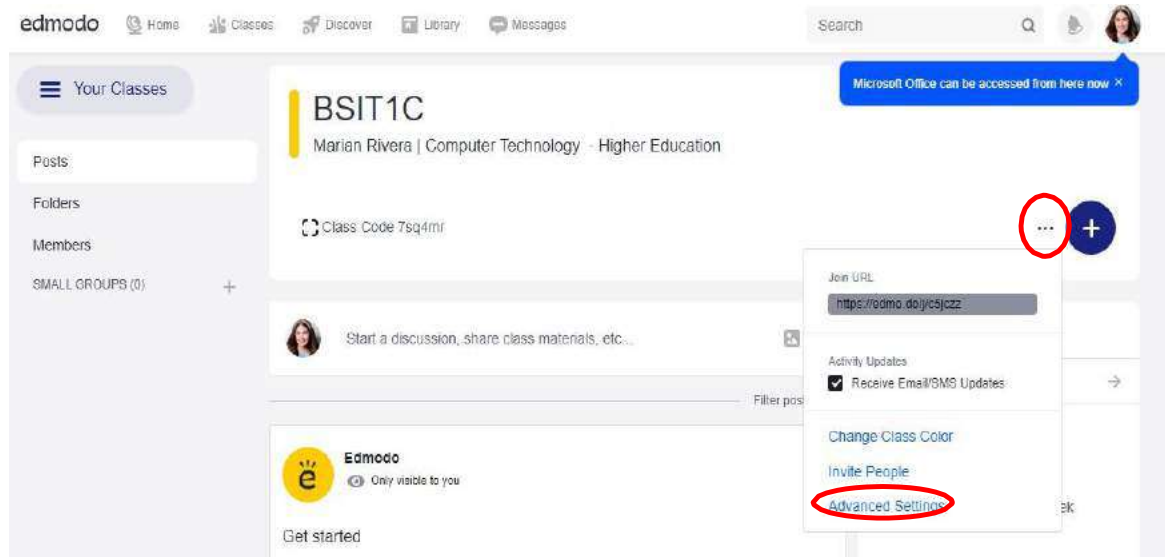 edmodo Home Classes Discover Library Messages Search
Microsoft Office can be accessed from here now ×
Your Classes
BSIT1C
Marian Rivera | Computer Technology - Higher Education
Posts
Folders
Class Code 7sq4mr
Members
SMALL GROUPS (0) +
Join URL
https://edmo.do/j/c5jczz
Start a discussion, share class materials, etc...
Activity Updates
Receive Email/SMS Updates
Filter pos
Change Class Color
Edmodo
Only visible to you
Invite People
Advanced Settings
ek
Get started